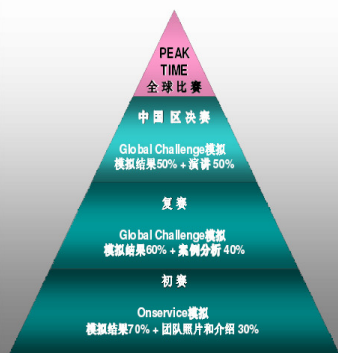 PEAK
TIME
全球比赛
中国区决赛
Global Challenge模拟
模拟结果50% + 演讲 50%
复赛
Global Challenge模拟
模拟结果60% + 案例分析 40%
初赛
Onservice模拟
模拟结果70% + 团队照片和介绍 30%